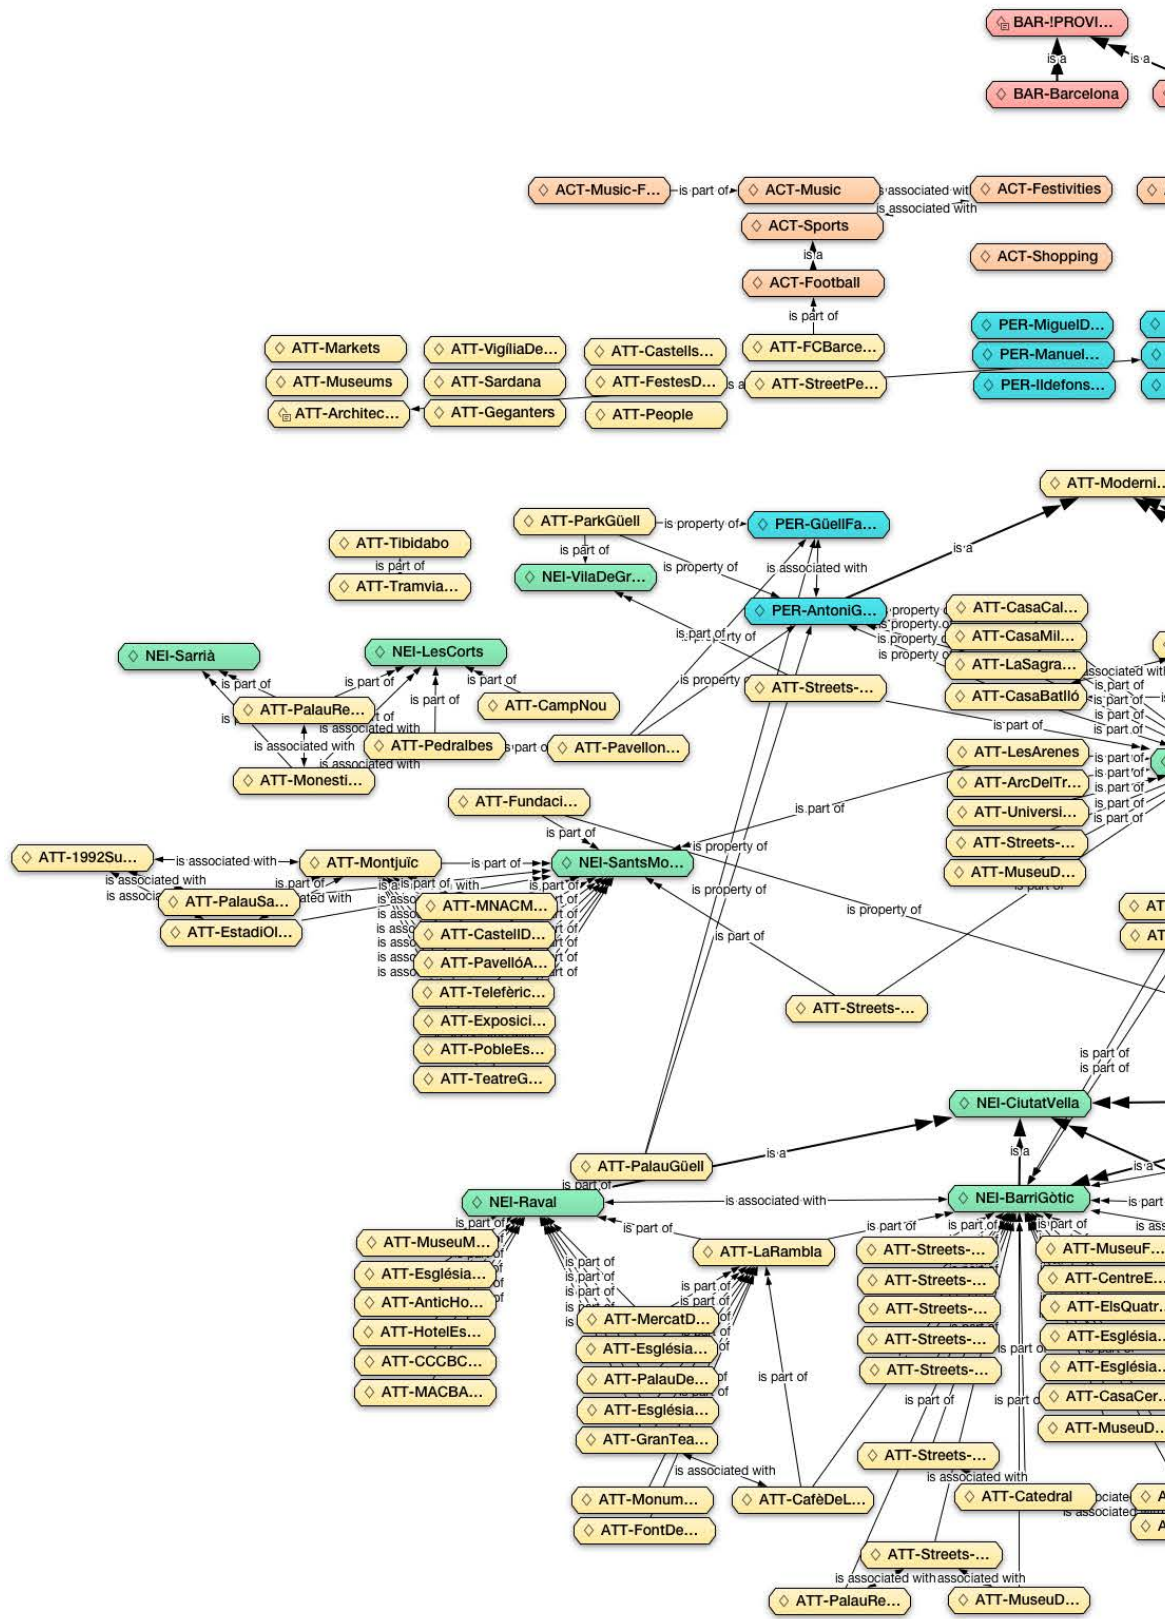 BAR-!PROVI...
is a
is a
BAR-Barcelona
ACT-Music-F...
is part of
ACT-Music
is associated with
ACT-Festivities
is associated with
ACT-Sports
is a
ACT-Shopping
ACT-Football
is part of
PER-MiguelD...
ATT-Markets
ATT-VigíliaDe...
ATT-Castells...
ATT-FCBarce...
PER-Manuel...
ATT-Museums
ATT-Sardana
ATT-FestesD...
ATT-StreetPe...
PER-Ildefons...
ATT-Architec...
ATT-Geganters
ATT-People
ATT-Moderni...
ATT-ParkGüell
is property of
PER-GüellFa...
ATT-Tibidabo
is part of
is a
is part of
is property of
is associated with
ATT-Tramvia...
NEI-VilaDeGr...
PER-AntoniG...
ATT-CasaCal...
ATT-CasaMil...
NEI-Sarrià
NEI-LesCorts
ATT-LaSagra...
is part of
is part of
is part of
ATT-Streets-...
ATT-CasaBatlló
ATT-PalauRe...
is part of
ATT-CampNou
is associated with
is part of
is associated with
ATT-Pedralbes
ATT-Pavellon...
ATT-LesArenes
is associated with
ATT-Monesti...
ATT-ArcDelTr...
ATT-Fundaci...
is part of
ATT-Universi...
is part of
is property of
ATT-Streets-...
ATT-1992Su...
is associated with
ATT-Montjuïc
is part of
NEI-SantsMo...
ATT-MuseuD...
is associated with
is part of
is property of
ATT-PalauSa...
ATT-MNACM...
is property of
ATT-EstadiOl...
ATT-CastellD...
is part of
ATT-PavellóA...
ATT-Telefèric...
ATT-Streets-...
ATT-Exposici...
ATT-PobleEs...
is part of
is part of
ATT-TeatreG...
NEI-CiutatVella
is a
is a
ATT-PalauGüell
is a
is part of
NEI-Raval
is associated with
NEI-BarriGòtic
is part of
is part of
is part of
is part of
is part of
ATT-MuseuM...
ATT-LaRambla
ATT-Streets-...
ATT-MuseuF...
ATT-Església...
is part of
is part of
is part of
ATT-Streets-...
ATT-CentreE...
ATT-AnticHo...
ATT-MercatD...
ATT-Streets-...
ATT-ElsQuatr...
ATT-HotelEs...
ATT-Església...
ATT-Streets-...
ATT-Església...
ATT-CCCBC...
ATT-PalauDe...
is part of
ATT-Streets-...
ATT-Església...
ATT-MACBA...
ATT-Església...
is part of
ATT-CasaCer...
ATT-GranTea...
ATT-MuseuD...
is associated with
ATT-Streets-...
is associated with
ATT-Monum...
ATT-CafèDeL...
ATT-Catedral
ATT-FontDe...
ATT-Streets-...
is associated with
associated with
ATT-PalauRe...
ATT-MuseuD...